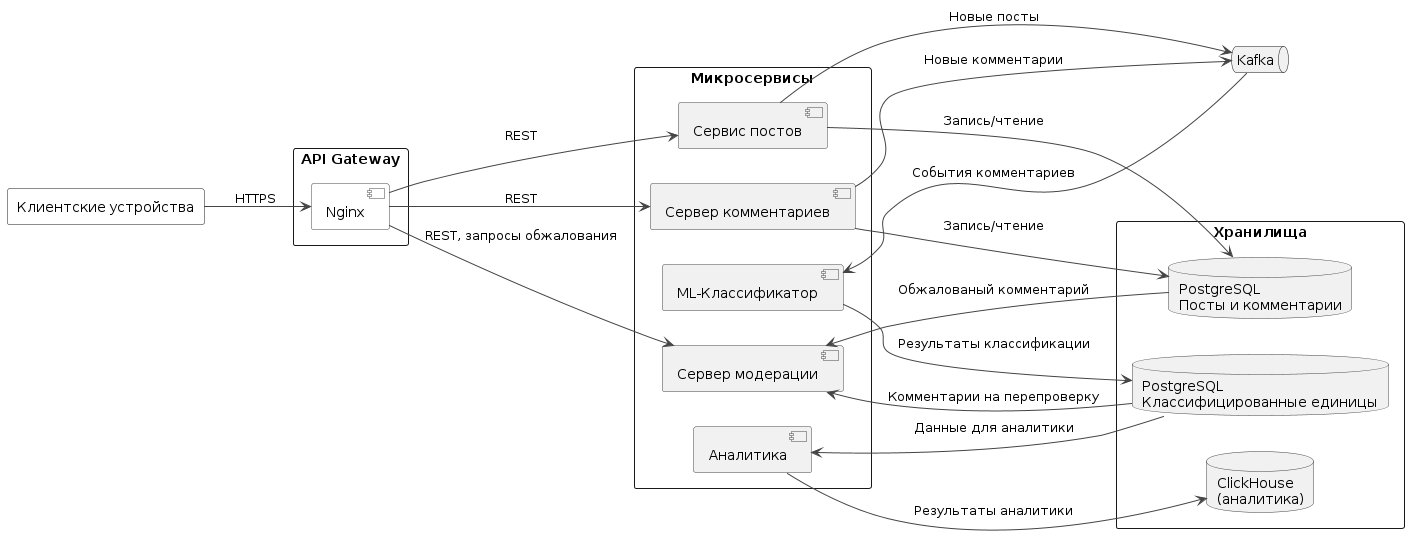 Новые посты
Kafka
Новые комментарии
Микросервисы
Сервис постов
Запись/чтение
REST
API Gateway
События комментариев
Клиентские устройства
HTTPS
Nginx
REST
Сервер комментариев
Запись/чтение
REST, запросы обжалования
Хранилища
ML-Классификатор
Обжалованый комментарий
PostgreSQL
Посты и комментарии
Результаты классификации
Сервер модерации
PostgreSQL
Классифицированные единицы
Комментарии на перепроверку
Данные для аналитики
Аналитика
ClickHouse
(аналитика)
Результаты аналитики